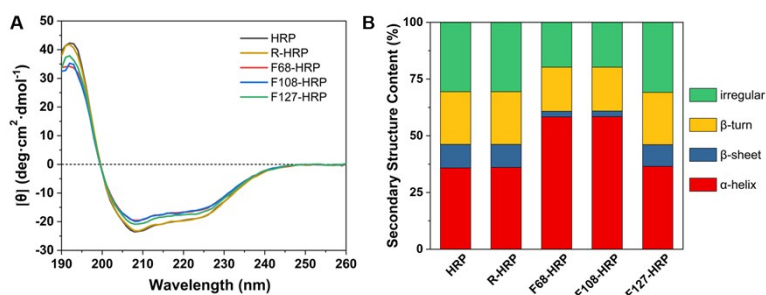 A
B
|θ| (deg·cm²·dmol⁻¹)
50
40
30
20
10
0
-10
-20
-30
190 200 210 220 230 240 250 260
Wavelength (nm)
HRP
R-HRP
F68-HRP
F108-HRP
F127-HRP
Secondary Structure Content (%)
100
75
50
25
0
HRP
R-HRP
F68-HRP
F108-HRP
F127-HRP
irregular
β-turn
β-sheet
α-helix